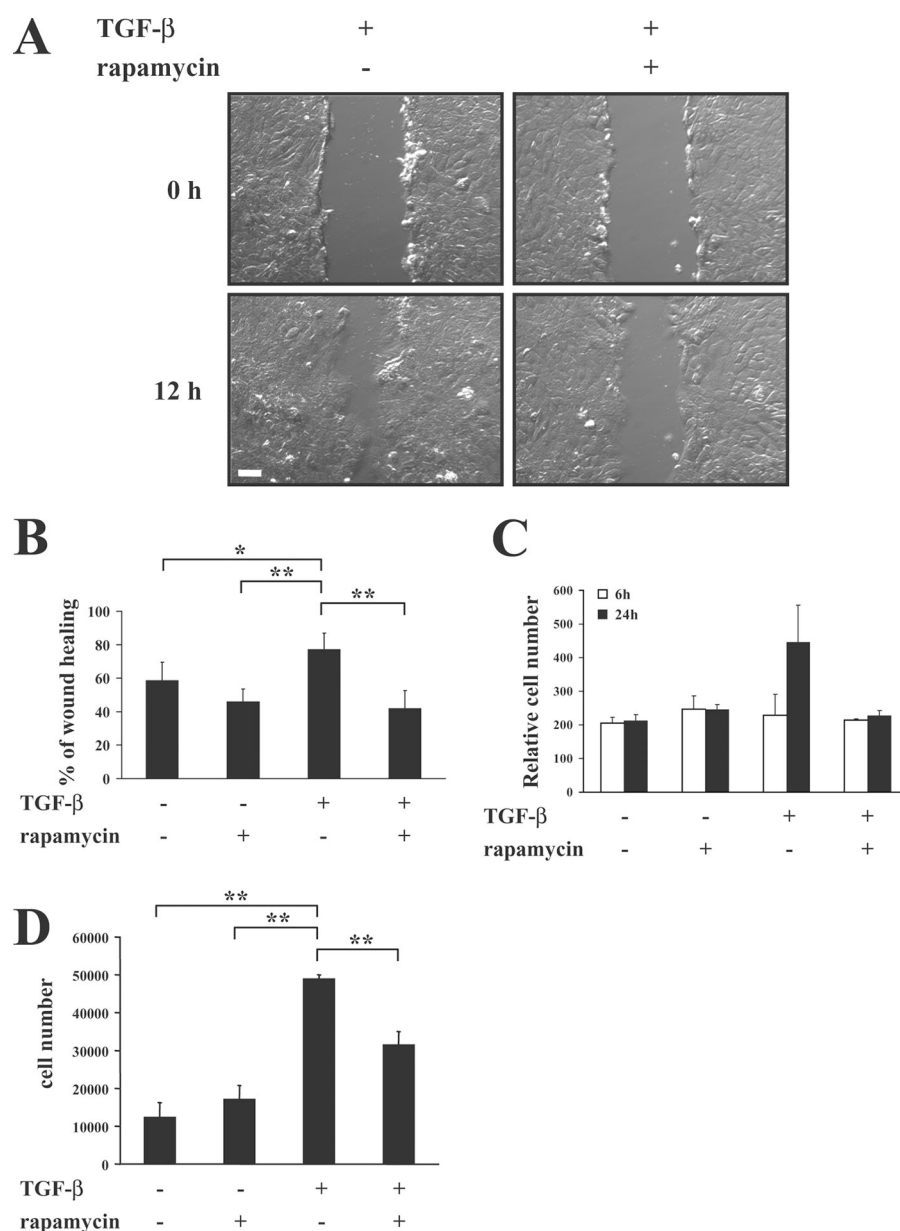 A
TGF-β + +
rapamycin - +
0 h
12 h
B
* 
** **
% of wound healing
100
80
60
40
20
0
TGF-β - - + +
rapamycin - + - +
C
Relative cell number
600
500
400
300
200
100
0
6h
24h
TGF-β - - + +
rapamycin - + - +
D
**
** **
cell number
60000
50000
40000
30000
20000
10000
0
TGF-β - - + +
rapamycin - + - +